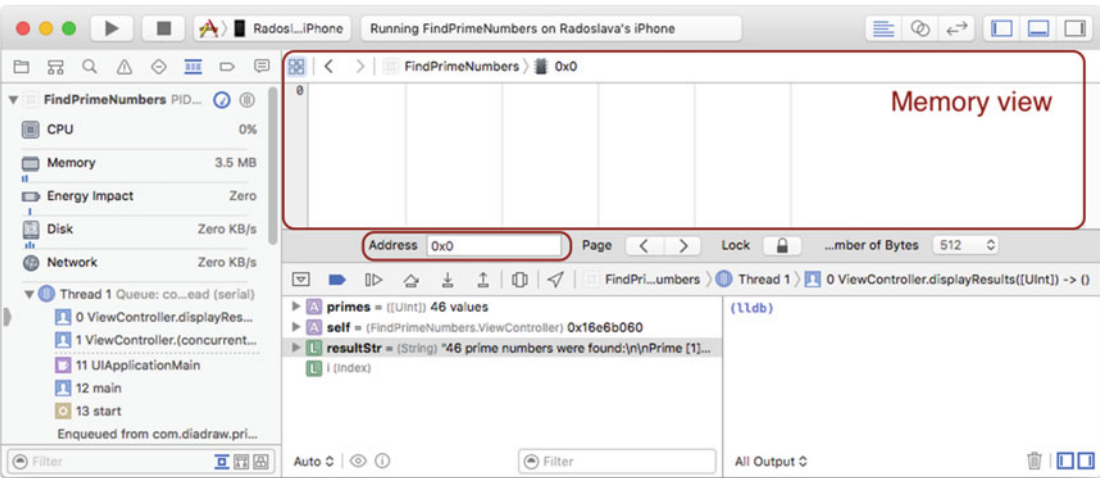 Radosl...iPhone
Running FindPrimeNumbers on Radoslava's iPhone
FindPrimeNumbers PID...
CPU 0%
Memory 3.5 MB
Energy Impact Zero
Disk Zero KB/s
Network Zero KB/s
Thread 1 Queue: co...ead (serial)
0 ViewController.displayRes...
1 ViewController.(concurrent...
11 UIApplicationMain
12 main
13 start
Enqueued from com.diadraw.pri...
Filter
FindPrimeNumbers 0x0
0
Memory view
Address 0x0 Page Lock ...mber of Bytes 512
FindPri...umbers Thread 1 0 ViewController.displayResults([UInt]) -> ()
A primes = ([UInt]) 46 values
A self = (FindPrimeNumbers.ViewController) 0x16e6b060
L resultStr = (String) "46 prime numbers were found:\n\nPrime [1]...
L i (Index)
Auto Filter
(lldb)
All Output